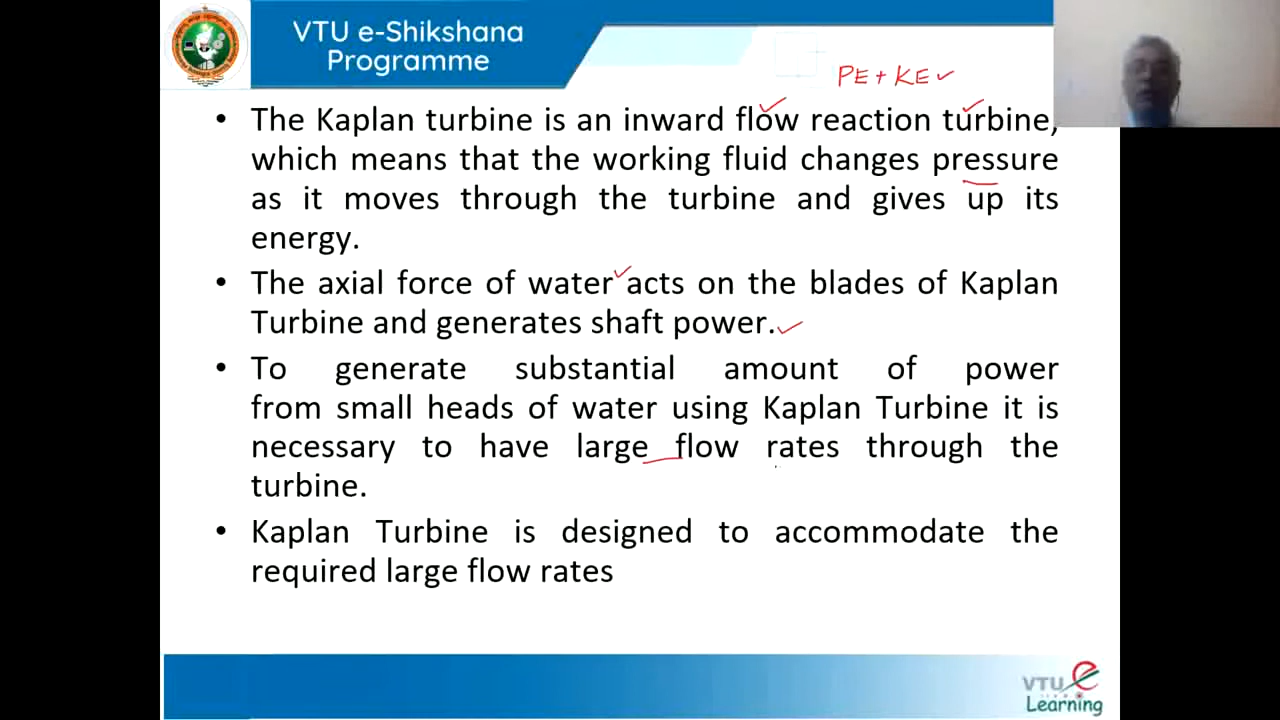 VTU e-Shikshana
Programme
PE + KE
• The Kaplan turbine is an inward flow reaction turbine,
which means that the working fluid changes pressure
as it moves through the turbine and gives up its
energy.
• The axial force of water acts on the blades of Kaplan
Turbine and generates shaft power.
• To generate substantial amount of power
from small heads of water using Kaplan Turbine it is
necessary to have large flow rates through the
turbine.
• Kaplan Turbine is designed to accommodate the
required large flow rates
VTU e
Learning